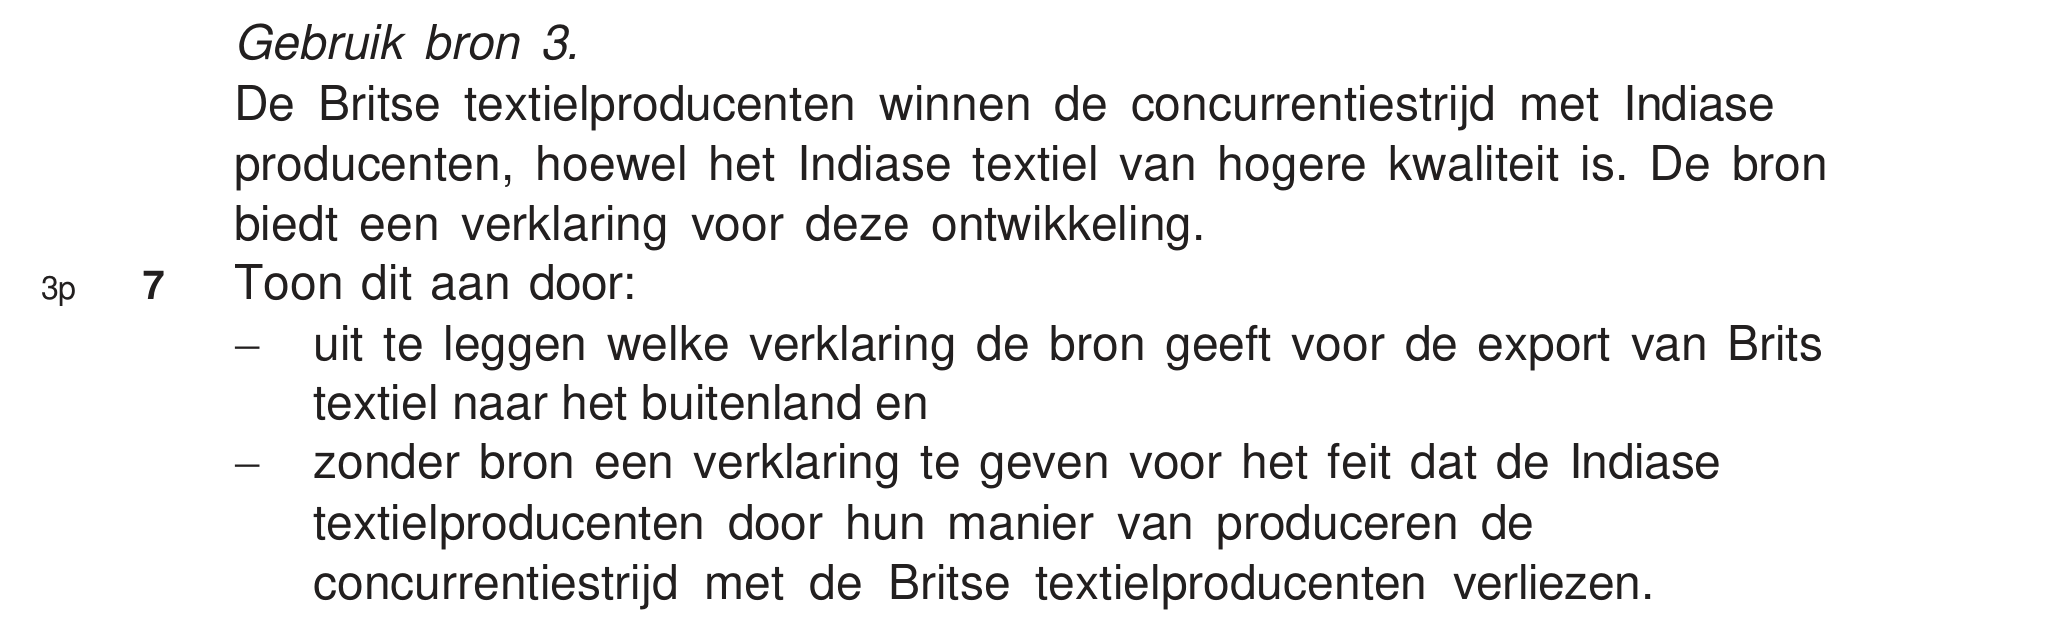 Gebruik bron 3.
De Britse textielproducenten winnen de concurrentiestrijd met Indiase
producenten, hoewel het Indiase textiel van hogere kwaliteit is. De bron
biedt een verklaring voor deze ontwikkeling.
3p 7 Toon dit aan door:
– uit te leggen welke verklaring de bron geeft voor de export van Brits
textiel naar het buitenland en
– zonder bron een verklaring te geven voor het feit dat de Indiase
textielproducenten door hun manier van produceren de
concurrentiestrijd met de Britse textielproducenten verliezen.